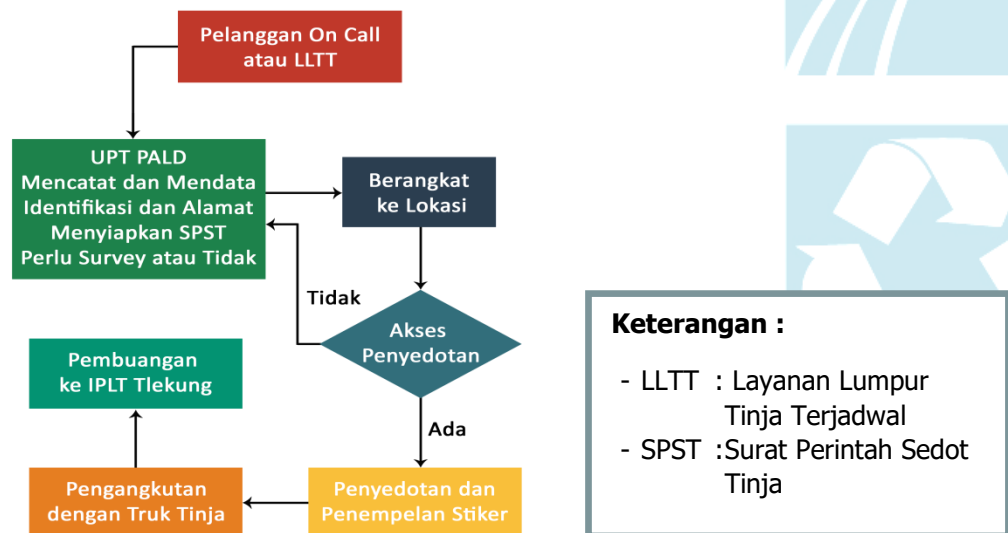 Pelanggan On Call
atau LLTT
UPT PALD
Mencatat dan Mendata
Identifikasi dan Alamat
Menyiapkan SPST
Perlu Survey atau Tidak
Berangkat
ke Lokasi
Tidak
Akses
Penyedotan
Ada
Penyedotan dan
Penempelan Stiker
Pengangkutan
dengan Truk Tinja
Pembuangan
ke IPLT Tlekung
Keterangan :
- LLTT : Layanan Lumpur
Tinja Terjadwal
- SPST :Surat Perintah Sedot
Tinja